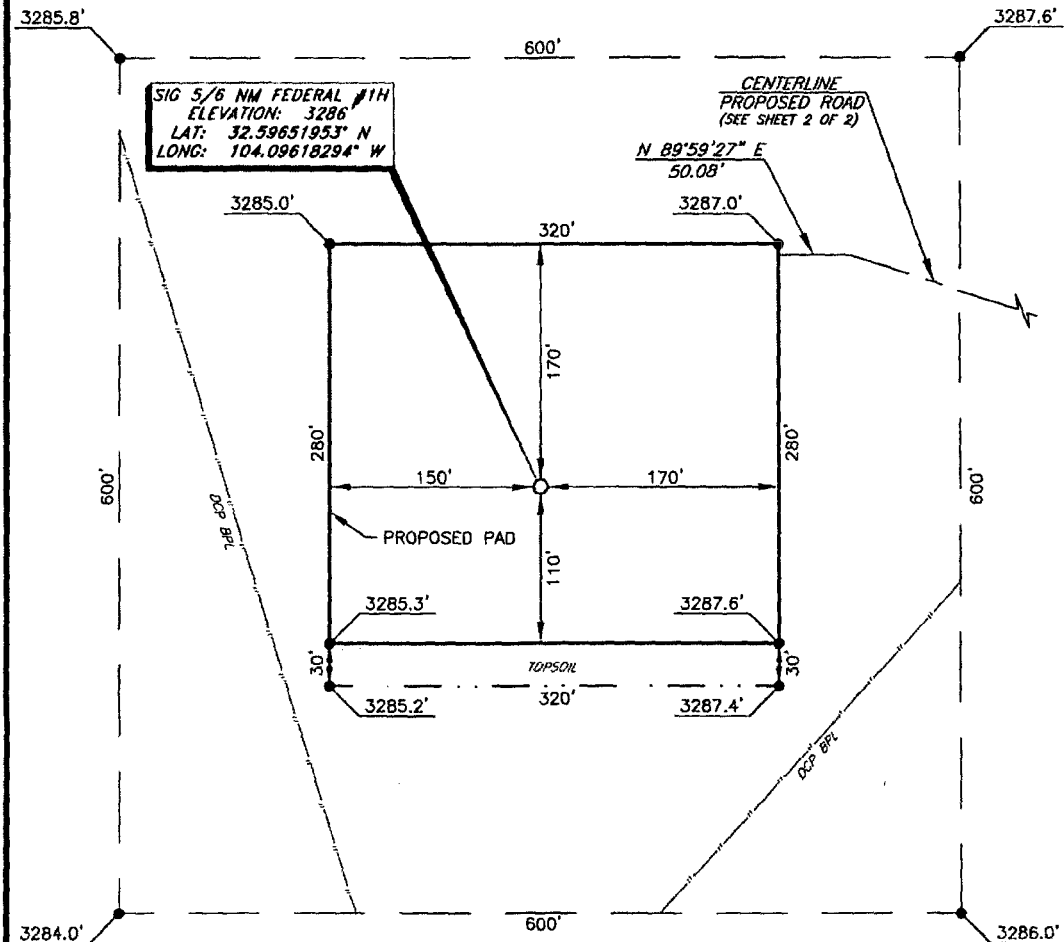 3285.8'
3287.6'
600'
SIG 5/6 NM FEDERAL #1H
ELEVATION: 3286'
LAT: 32.59651953° N
LONG: 104.09618294° W
CENTERLINE
PROPOSED ROAD
(SEE SHEET 2 OF 2)
N 89°59'27" E
50.08'
3285.0'
3287.0'
320'
170'
280'
280'
600'
600'
150'
170'
DCP BPL
PROPOSED PAD
110'
3285.3'
3287.6'
30'
TOPSOIL
30'
320'
3285.2'
3287.4'
DCP BPL
600'
3284.0'
3286.0'